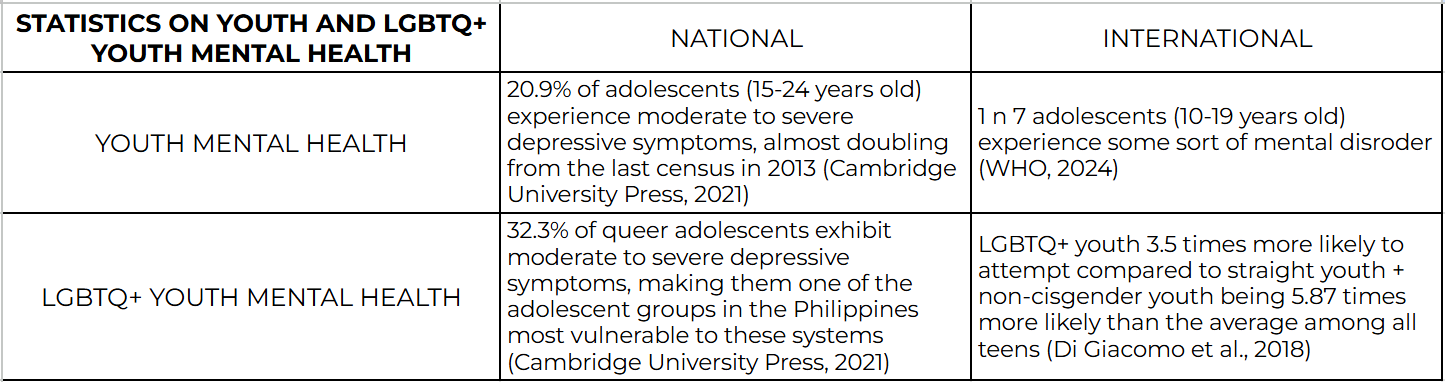 STATISTICS ON YOUTH AND LGBTQ+
YOUTH MENTAL HEALTH
NATIONAL
INTERNATIONAL
YOUTH MENTAL HEALTH
20.9% of adolescents (15-24 years old)
experience moderate to severe
depressive symptoms, almost doubling
from the last census in 2013 (Cambridge
University Press, 2021)
1 n 7 adolescents (10-19 years old)
experience some sort of mental disroder
(WHO, 2024)
LGBTQ+ YOUTH MENTAL HEALTH
32.3% of queer adolescents exhibit
moderate to severe depressive
symptoms, making them one of the
adolescent groups in the Philippines
most vulnerable to these systems
(Cambridge University Press, 2021)
LGBTQ+ youth 3.5 times more likely to
attempt compared to straight youth +
non-cisgender youth being 5.87 times
more likely than the average among all
teens (Di Giacomo et al., 2018)